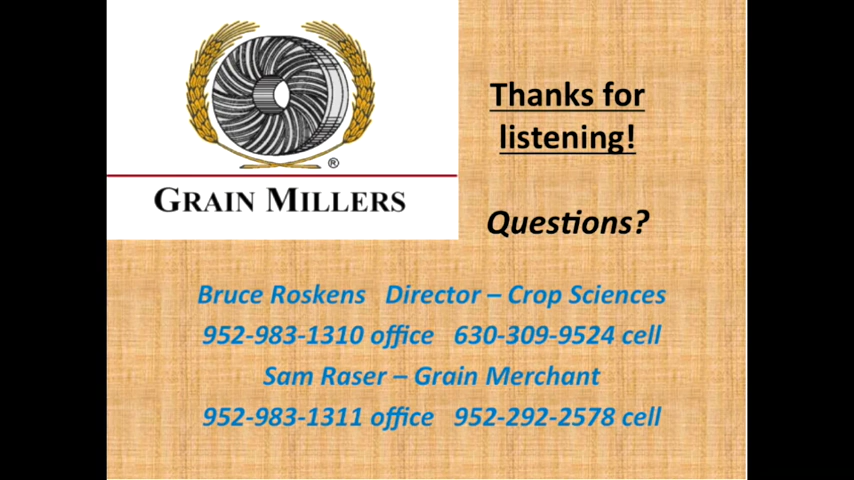 Thanks for
listening!
®
GRAIN MILLERS
Questions?
Bruce Roskens Director – Crop Sciences
952-983-1310 office 630-309-9524 cell
Sam Raser – Grain Merchant
952-983-1311 office 952-292-2578 cell